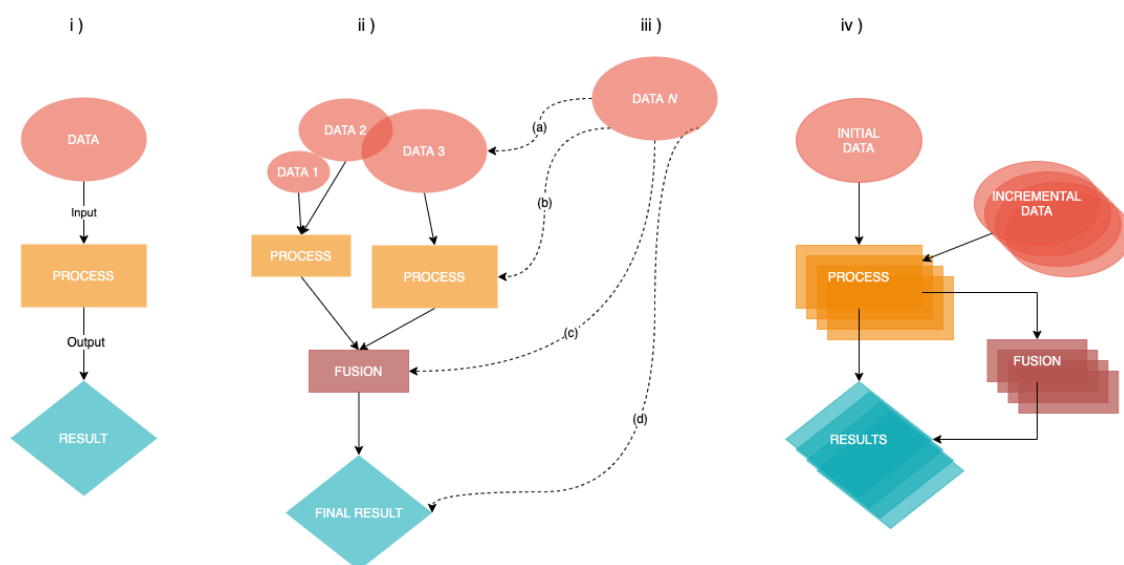 i )
DATA
Input
PROCESS
Output
RESULT
ii )
DATA 2
DATA 3
DATA 1
PROCESS
PROCESS
FUSION
FINAL RESULT
iii )
DATA N
(a)
(b)
(c)
(d)
iv )
INITIAL
DATA
INCREMENTAL
DATA
PROCESS
FUSION
RESULTS